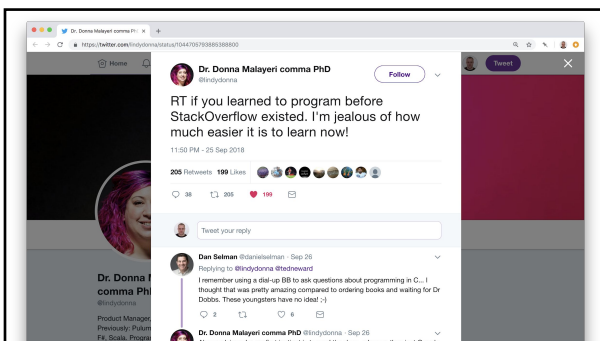 Dr. Donna Malayeri comma PhD
https://twitter.com/lindydonna/status/1044705793885388800
Home
Tweet
Dr. Donna Malayeri comma PhD
@lindydonna
Follow
RT if you learned to program before
StackOverflow existed. I'm jealous of how
much easier it is to learn now!
11:50 PM - 25 Sep 2018
205 Retweets 199 Likes
38 205 199
Tweet your reply
Dan Selman @danielselman · Sep 26
Replying to @lindydonna @tedneward
I remember using a dial-up BB to ask questions about programming in C... I
thought that was pretty amazing compared to ordering books and waiting for Dr
Dobbs. These youngsters have no idea! ;-)
2 6
Dr. Donna M
comma PhD
@lindydonna
Product Manager,
Previously: Pulum
F#, Scala. Program
Dr. Donna Malayeri comma PhD @lindydonna · Sep 26